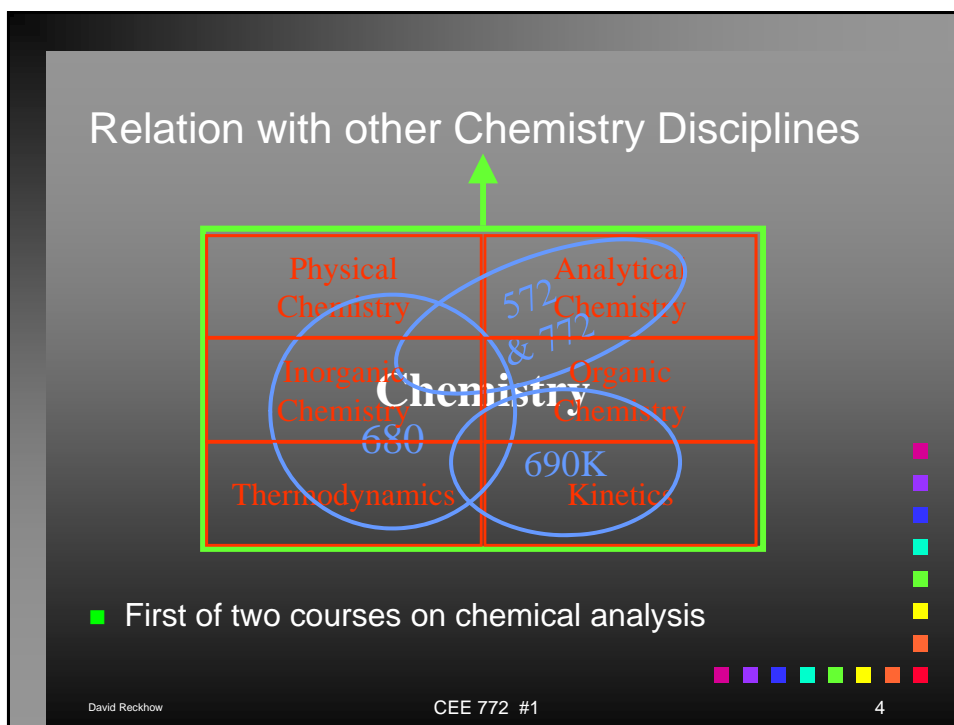 Relation with other Chemistry Disciplines
Physical
Chemistry
Analytical
Chemistry
572
& 772
Inorganic
Chemistry
Organic
Chemistry
Chemistry
680
690K
Thermodynamics
Kinetics
First of two courses on chemical analysis
David Reckhow
CEE 772 #1
4